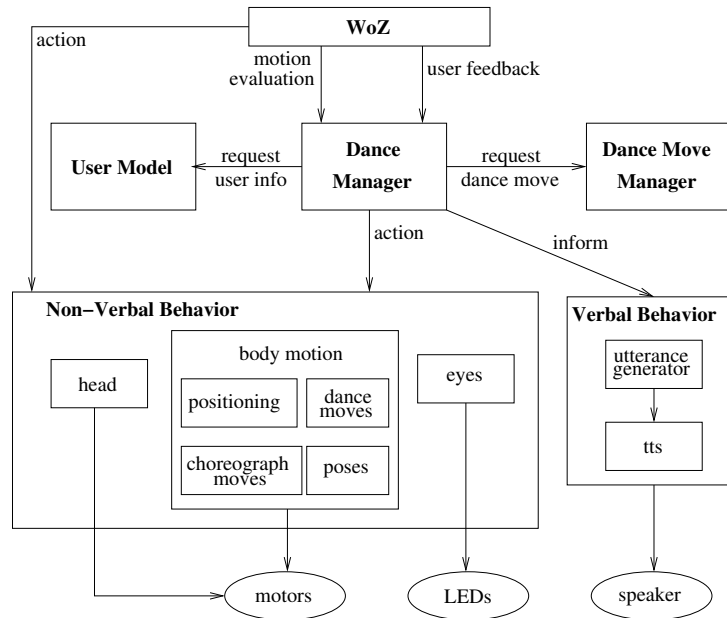 WoZ
action
motion
evaluation
user feedback
User Model
request
user info
Dance
Manager
request
dance move
Dance Move
Manager
action
inform
Non–Verbal Behavior
head
body motion
positioning
dance
moves
choreograph
moves
poses
eyes
Verbal Behavior
utterance
generator
tts
motors
LEDs
speaker